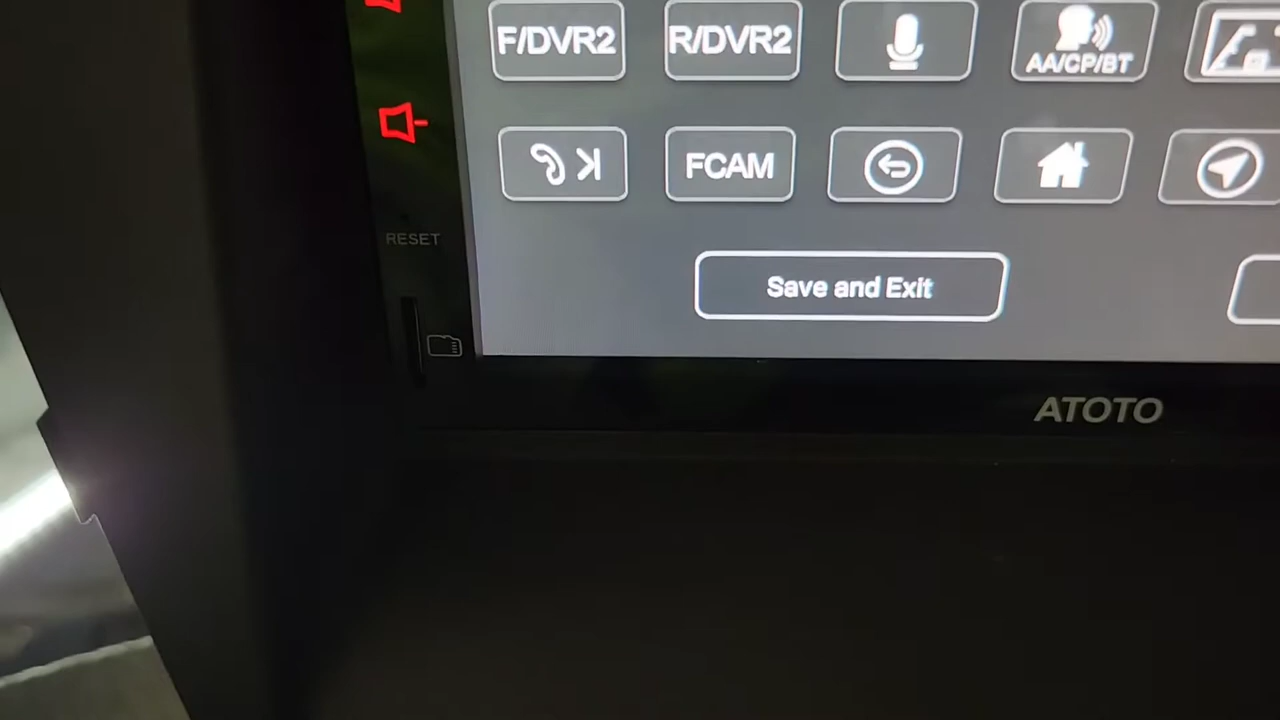 F/DVR2
R/DVR2
AA/CP/BT
FCAM
RESET
Save and Exit
ATOTO